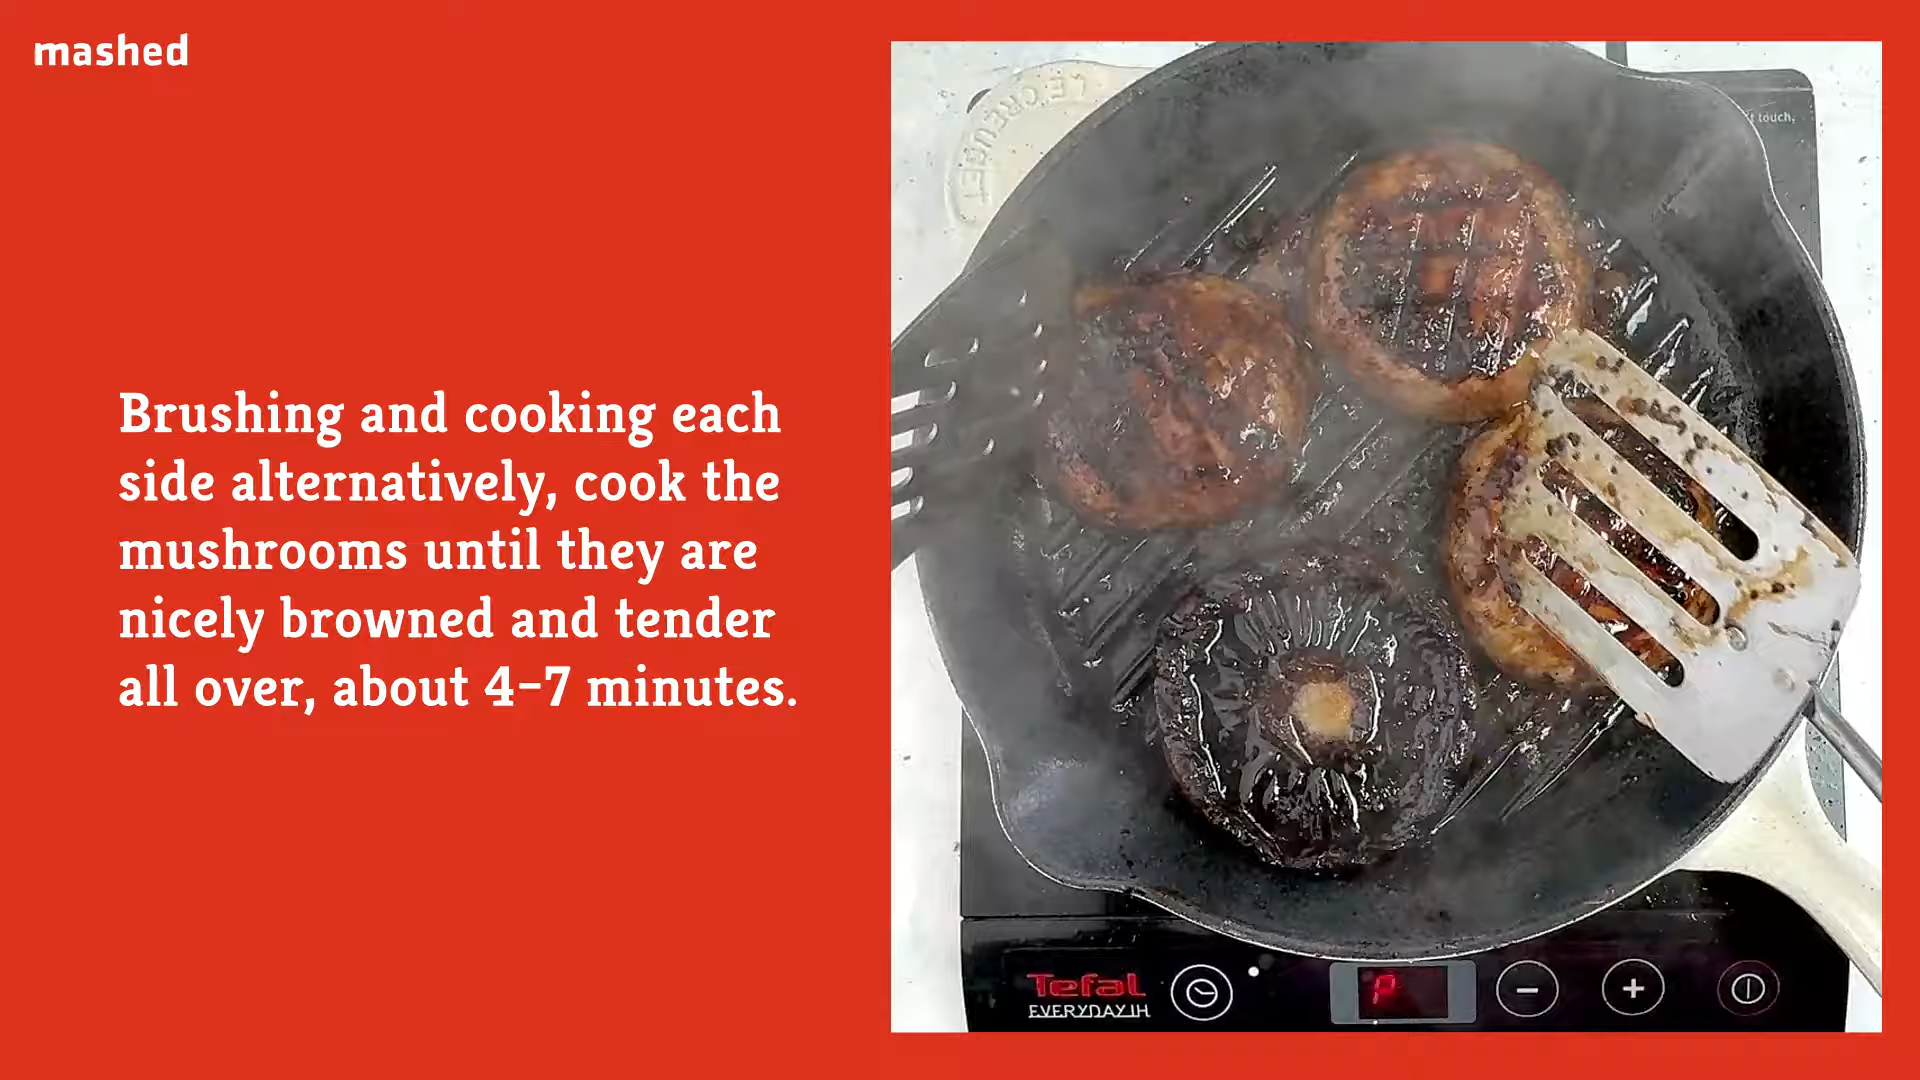 mashed
Brushing and cooking each
side alternatively, cook the
mushrooms until they are
nicely browned and tender
all over, about 4-7 minutes.
LE CREUSET
t touch,
Tefal
EVERYDAY IH
P